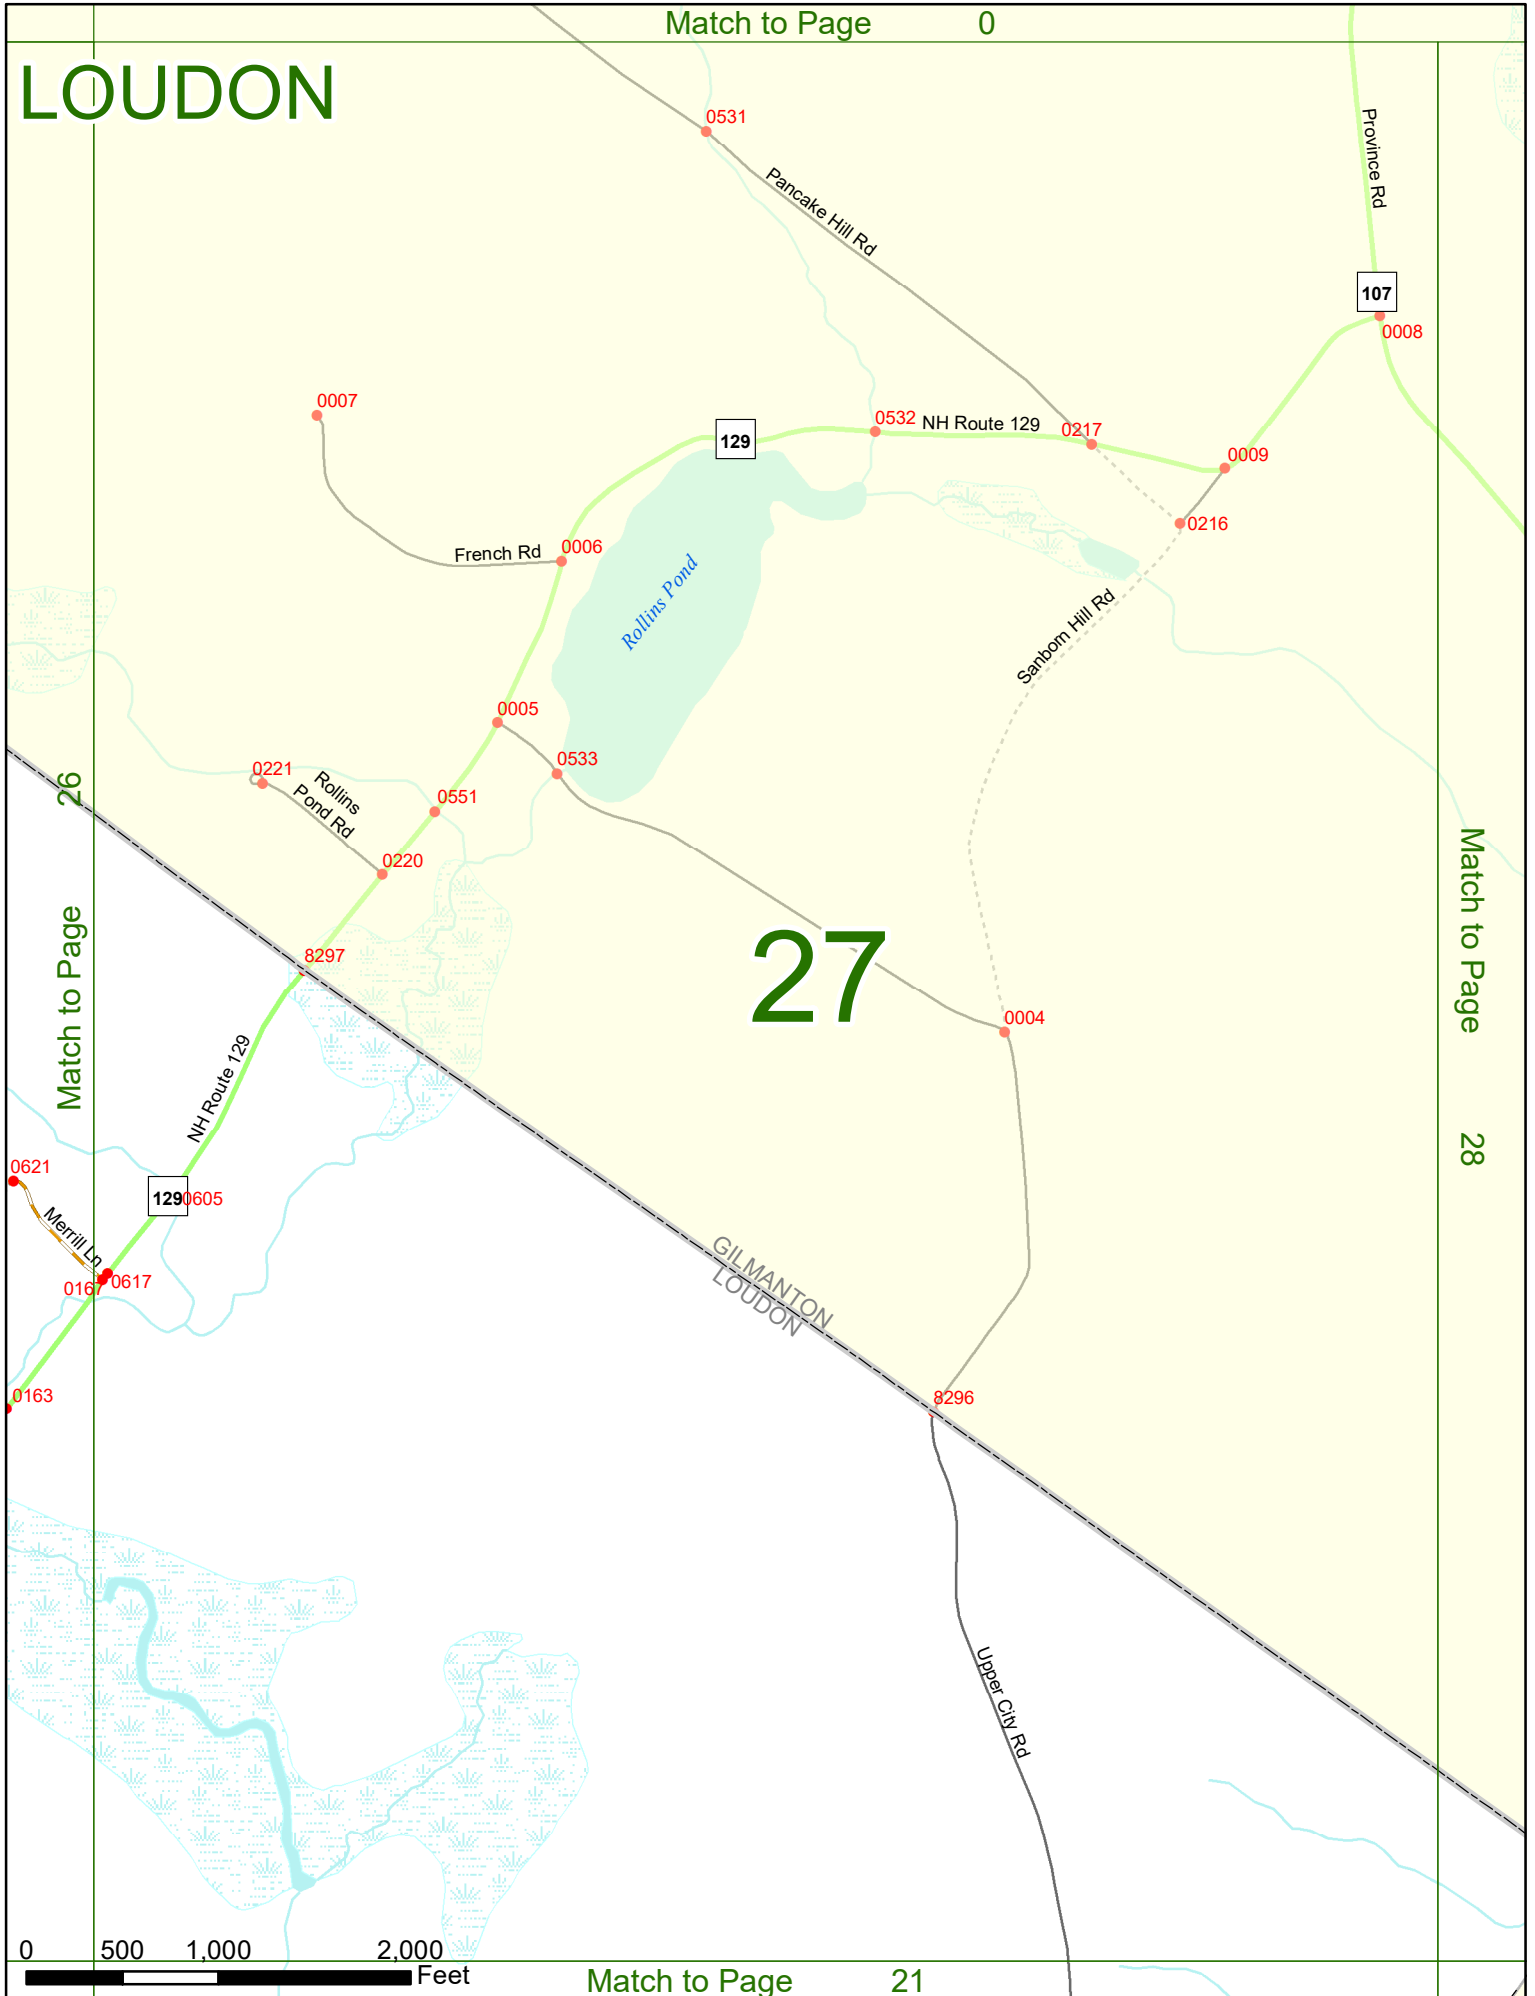 Match to Page 0
LOUDON
0531
Province Rd
Pancake Hill Rd
107
0008
0007
0532
NH Route 129
0217
129
0009
0216
French Rd
0006
Rollins Pond
Sanborn Hill Rd
0005
0533
0221
Rollins
Pond Rd
0551
26
Match to Page
0220
Match to Page
28
27
8297
0004
NH Route 129
0621
129
0605
Merrill Ln
0167
0617
GILMANTON
LOUDON
0163
8296
Upper City Rd
0 500 1,000 2,000
Feet
Match to Page 21